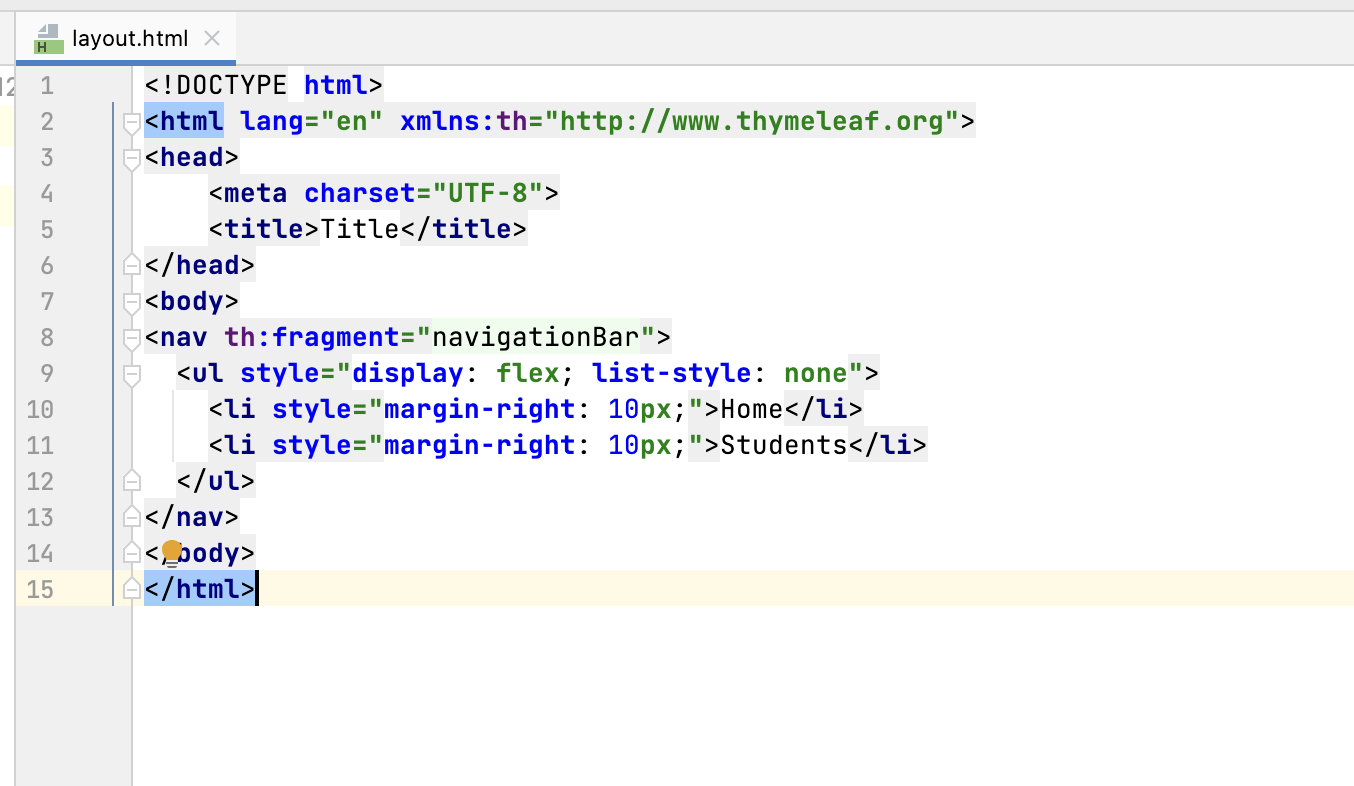 H layout.html
1 <!DOCTYPE html>
2 <html lang="en" xmlns:th="http://www.thymeleaf.org">
3 <head>
4     <meta charset="UTF-8">
5     <title>Title</title>
6 </head>
7 <body>
8 <nav th:fragment="navigationBar">
9   <ul style="display: flex; list-style: none">
10     <li style="margin-right: 10px;">Home</li>
11     <li style="margin-right: 10px;">Students</li>
12   </ul>
13 </nav>
14 </body>
15 </html>